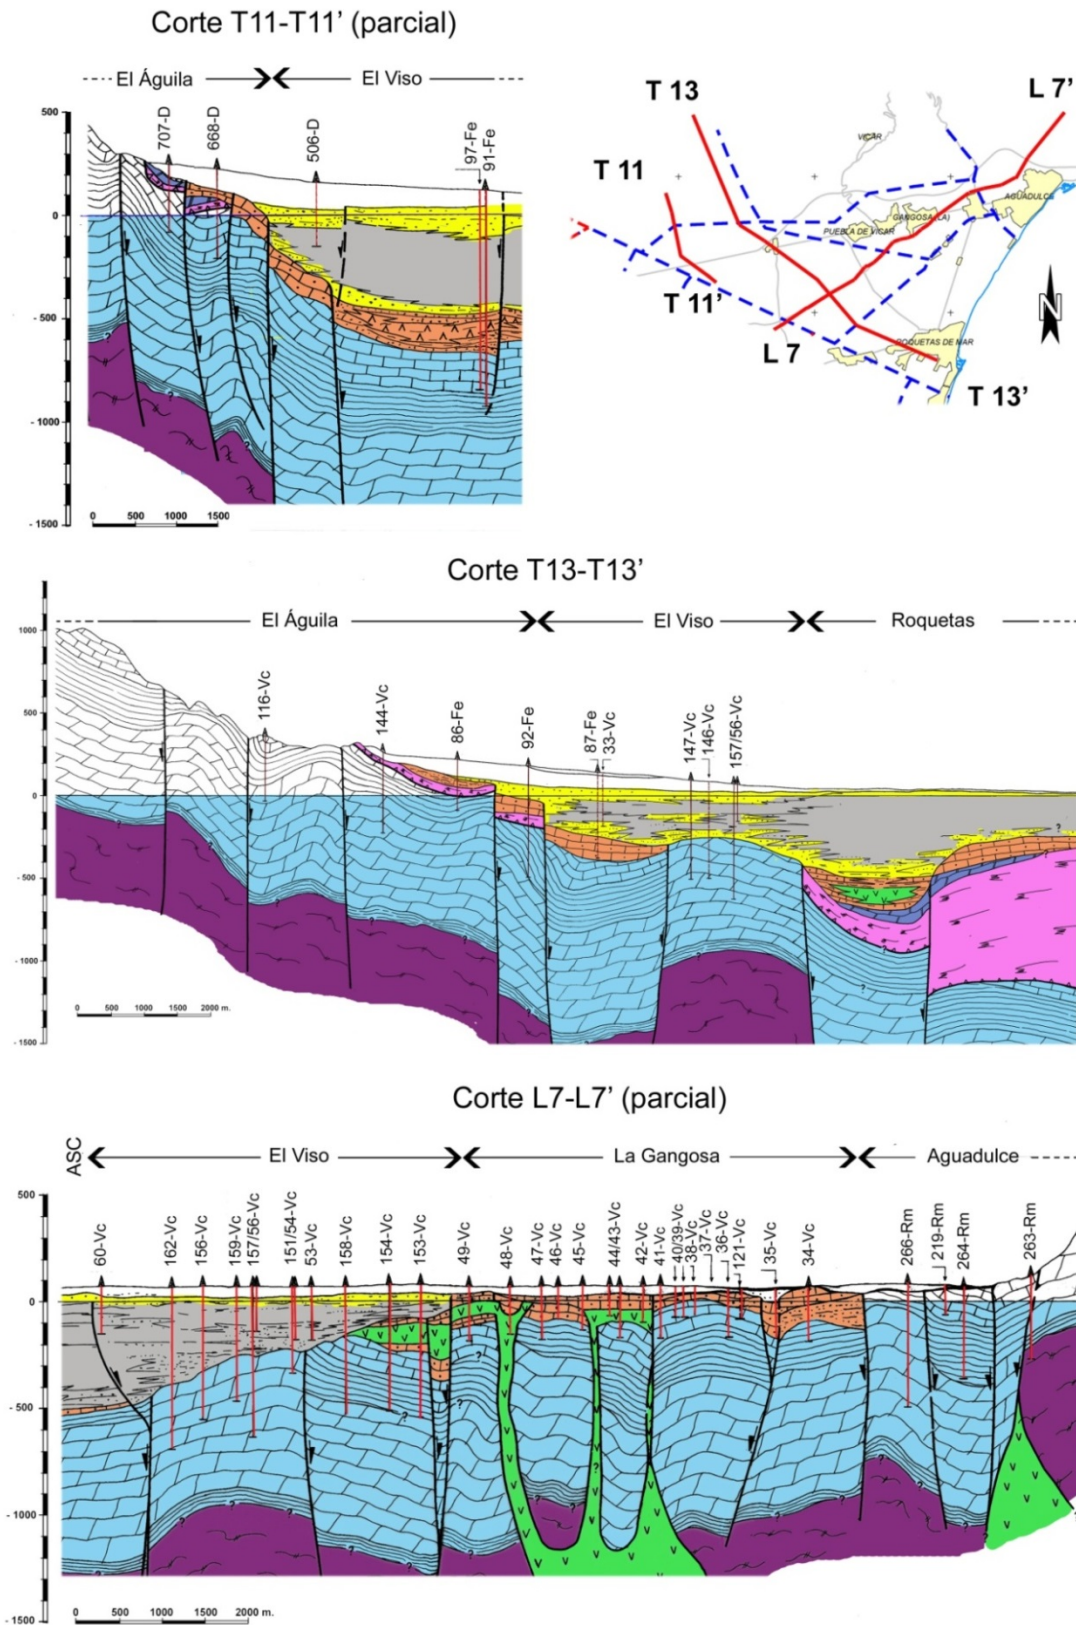 Corte T11-T11’ (parcial)
El Águila
El Viso
707-D
668-D
506-D
97-Fe
91-Fe
500
0
- 500
- 1000
- 1500
0 500 1000 1500
T 13
L 7’
T 11
VICAR
AGUADULCE
GANGOSA (LA)
PUEBLA DE VICAR
T 11’
N
L 7
ROQUETAS DE MAR
T 13’
Corte T13-T13’
El Águila
El Viso
Roquetas
116-Vc
144-Vc
86-Fe
92-Fe
87-Fe
33-Vc
147-Vc
146-Vc
157/56-Vc
1000
500
0
- 500
- 1000
- 1500
0 500 1000 1500 2000 m.
Corte L7-L7’ (parcial)
ASC
El Viso
La Gangosa
Aguadulce
60-Vc
162-Vc
156-Vc
159-Vc
157/56-Vc
151/54-Vc
53-Vc
158-Vc
154-Vc
153-Vc
49-Vc
48-Vc
47-Vc
46-Vc
45-Vc
44/43-Vc
42-Vc
41-Vc
40/39-Vc
38-Vc
37-Vc
36-Vc
121-Vc
35-Vc
34-Vc
266-Rm
219-Rm
264-Rm
263-Rm
500
0
- 500
- 1000
- 1500
0 500 1000 1500 2000 m.